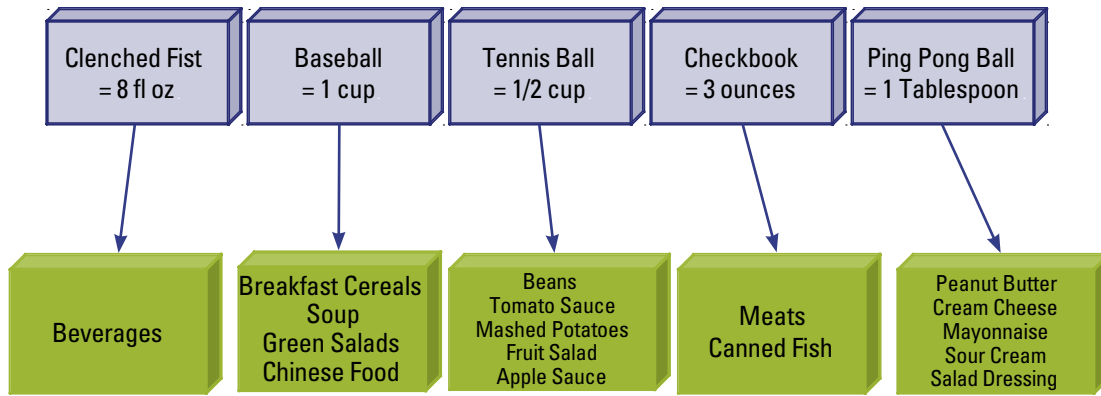 Clenched Fist
= 8 fl oz
Baseball
= 1 cup
Tennis Ball
= 1/2 cup
Checkbook
= 3 ounces
Ping Pong Ball
= 1 Tablespoon
Beverages
Breakfast Cereals
Soup
Green Salads
Chinese Food
Beans
Tomato Sauce
Mashed Potatoes
Fruit Salad
Apple Sauce
Meats
Canned Fish
Peanut Butter
Cream Cheese
Mayonnaise
Sour Cream
Salad Dressing